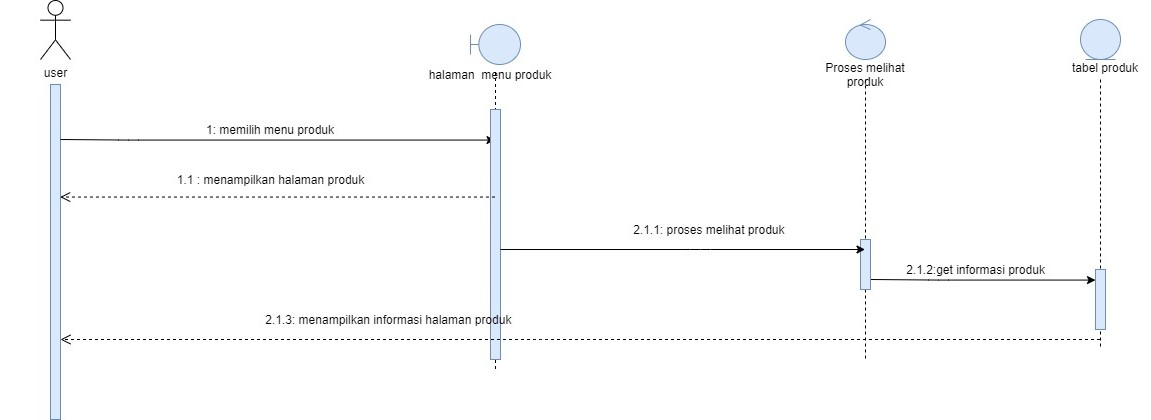 user
halaman menu produk
Proses melihat
produk
tabel produk
1: memilih menu produk
1.1 : menampilkan halaman produk
2.1.1: proses melihat produk
2.1.2:get informasi produk
2.1.3: menampilkan informasi halaman produk